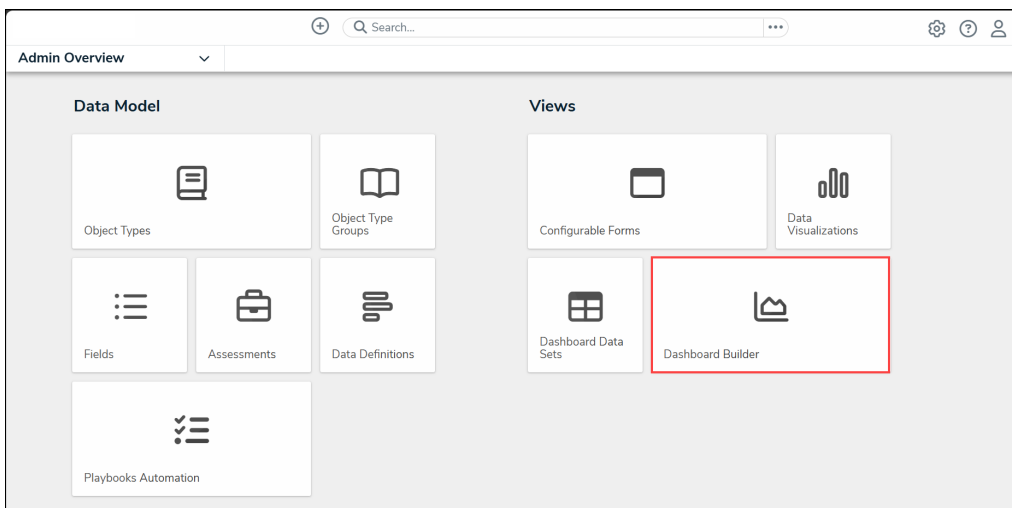 Search...
Admin Overview
Data Model
Views
Object Types
Object Type
Groups
Configurable Forms
Data
Visualizations
Fields
Assessments
Data Definitions
Dashboard Data
Sets
Dashboard Builder
Playbooks Automation